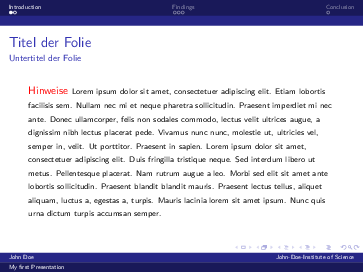 Introduction Findings Conclusion
Titel der Folie
Untertitel der Folie
Hinweise Lorem ipsum dolor sit amet, consectetuer adipiscing elit. Etiam lobortis
facilisis sem. Nullam nec mi et neque pharetra sollicitudin. Praesent imperdiet mi nec
ante. Donec ullamcorper, felis non sodales commodo, lectus velit ultrices augue, a
dignissim nibh lectus placerat pede. Vivamus nunc nunc, molestie ut, ultricies vel,
semper in, velit. Ut porttitor. Praesent in sapien. Lorem ipsum dolor sit amet,
consectetuer adipiscing elit. Duis fringilla tristique neque. Sed interdum libero ut
metus. Pellentesque placerat. Nam rutrum augue a leo. Morbi sed elit sit amet ante
lobortis sollicitudin. Praesent blandit blandit mauris. Praesent lectus tellus, aliquet
aliquam, luctus a, egestas a, turpis. Mauris lacinia lorem sit amet ipsum. Nunc quis
urna dictum turpis accumsan semper.
John Doe John-Doe-Institute of Science
My first Presentation